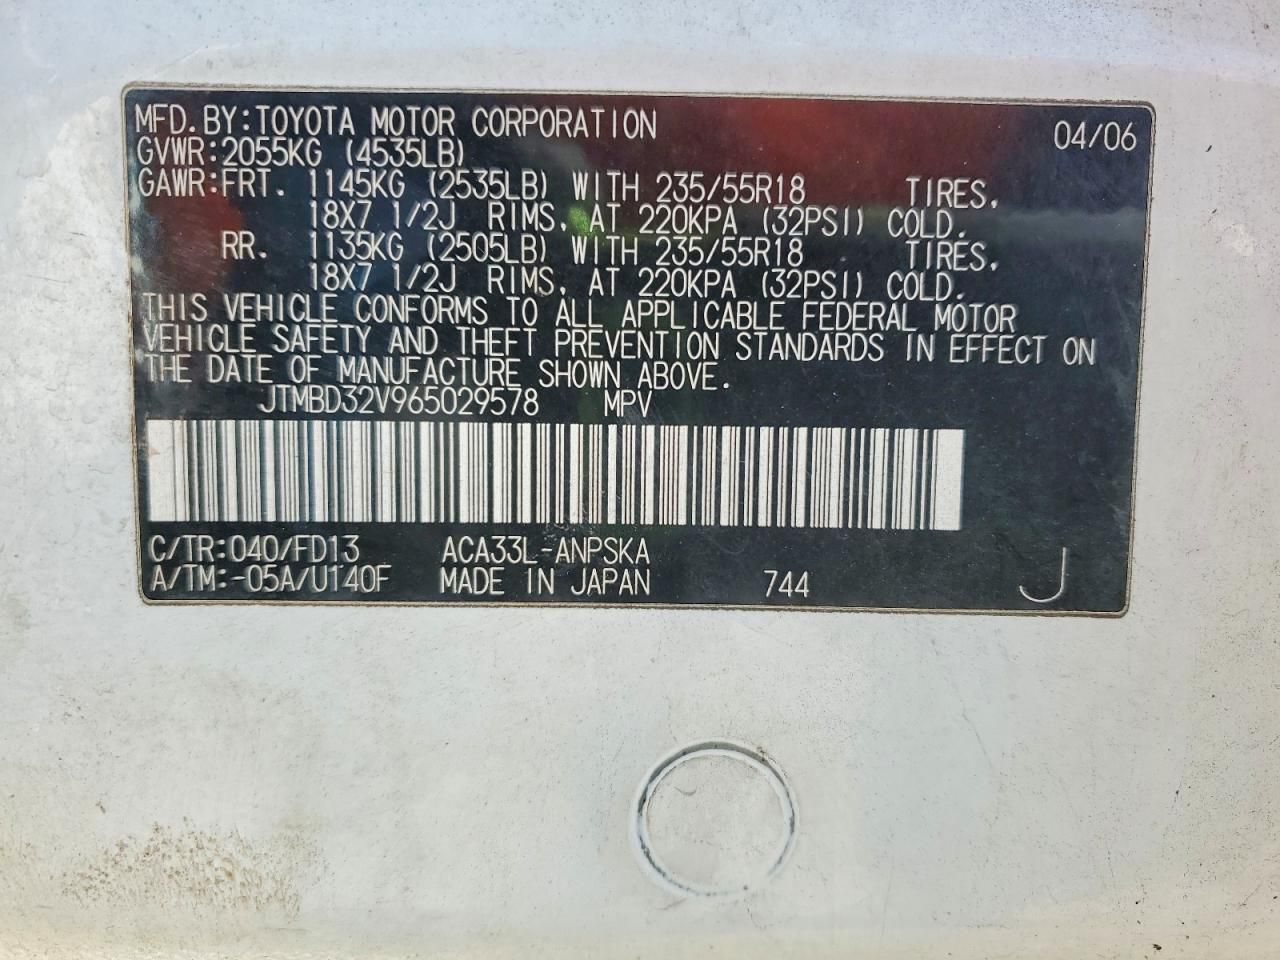 MFD.BY:TOYOTA MOTOR CORPORATION 04/06
GVWR:2055KG (4535LB)
GAWR:FRT. 1145KG (2535LB) WITH 235/55R18 TIRES,
18X7 1/2J RIMS, AT 220KPA (32PSI) COLD.
RR. 1135KG (2505LB) WITH 235/55R18 TIRES,
18X7 1/2J RIMS, AT 220KPA (32PSI) COLD.
THIS VEHICLE CONFORMS TO ALL APPLICABLE FEDERAL MOTOR
VEHICLE SAFETY AND THEFT PREVENTION STANDARDS IN EFFECT ON
THE DATE OF MANUFACTURE SHOWN ABOVE.
JTMBD32V965029578 MPV
C/TR:040/FD13 ACA33L-ANPSKA
A/TM:-05A/U140F MADE IN JAPAN 744 J